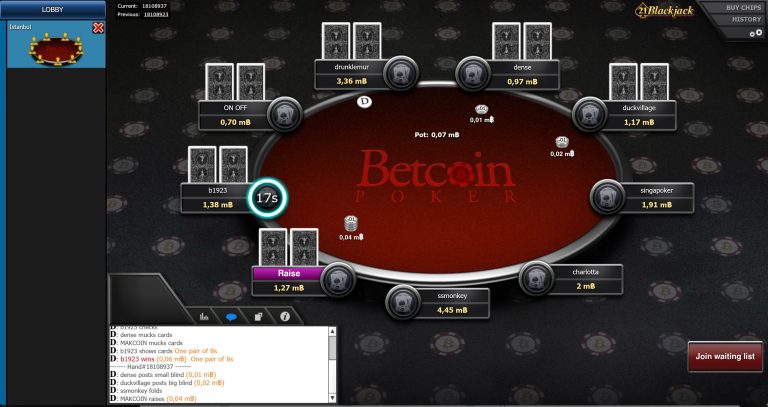 LOBBY
Istanbul
Current: 18108937
Previous: 18108923
21 Blackjack
BUY CHIPS
HISTORY
drunklemur
3,36 mB
dense
0,97 mB
ON OFF
0,70 mB
duckvillage
1,17 mB
D
0,01 mB
Pot: 0,07 mB
0,02 mB
b1923
1,38 mB
17s
Betcoin
POKER
singapoker
1,91 mB
0,04 mB
Raise
1,27 mB
charlotta
2 mB
ssmonkey
4,45 mB
D: b1923 checks
D: dense mucks cards
D: MAKCOIN mucks cards
D: b1923 shows cards One pair of 8s
D: b1923 wins (0,06 mB) One pair of 8s
------- Hand#18108937 -------
D: dense posts small blind (0,01 mB)
D: duckvillage posts big blind (0,02 mB)
D: ssmonkey folds
D: MAKCOIN raises (0,04 mB)
Join waiting list